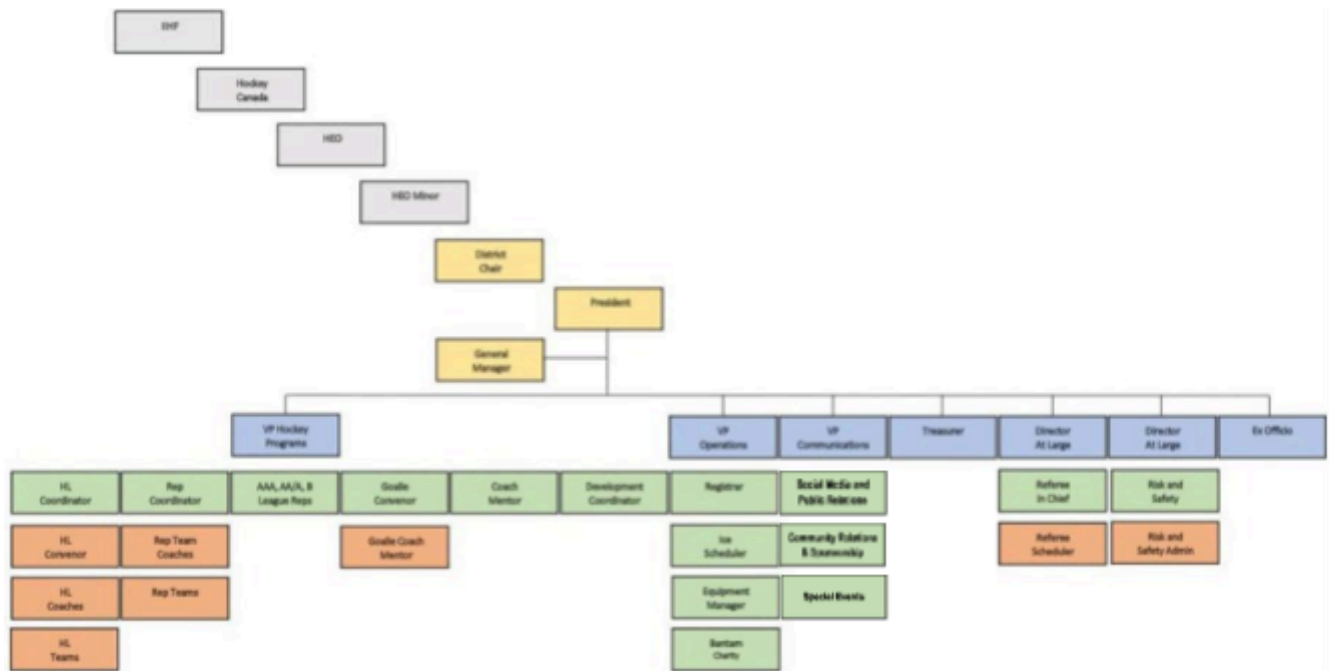 IIHF
Hockey
Canada
HEO
HEO Minor
District
Chair
President
General
Manager
VP Hockey
Programs
VP
Operations
VP
Communications
Treasurer
Director
At Large
Director
At Large
Ex Officio
HL
Coordinator
Rep
Coordinator
AAA, AA/A, B
League Reps
Goalie
Convenor
Coach
Mentor
Development
Coordinator
Registrar
Social Media and
Public Relations
Referee
In Chief
Risk and
Safety
HL
Convenor
Rep Team
Coaches
Goalie Coach
Mentor
Ice
Scheduler
Community Relations
& Sponsorship
Referee
Scheduler
Risk and
Safety Admin
HL
Coaches
Rep Teams
Equipment
Manager
Special Events
HL
Teams
Bantam
Charity